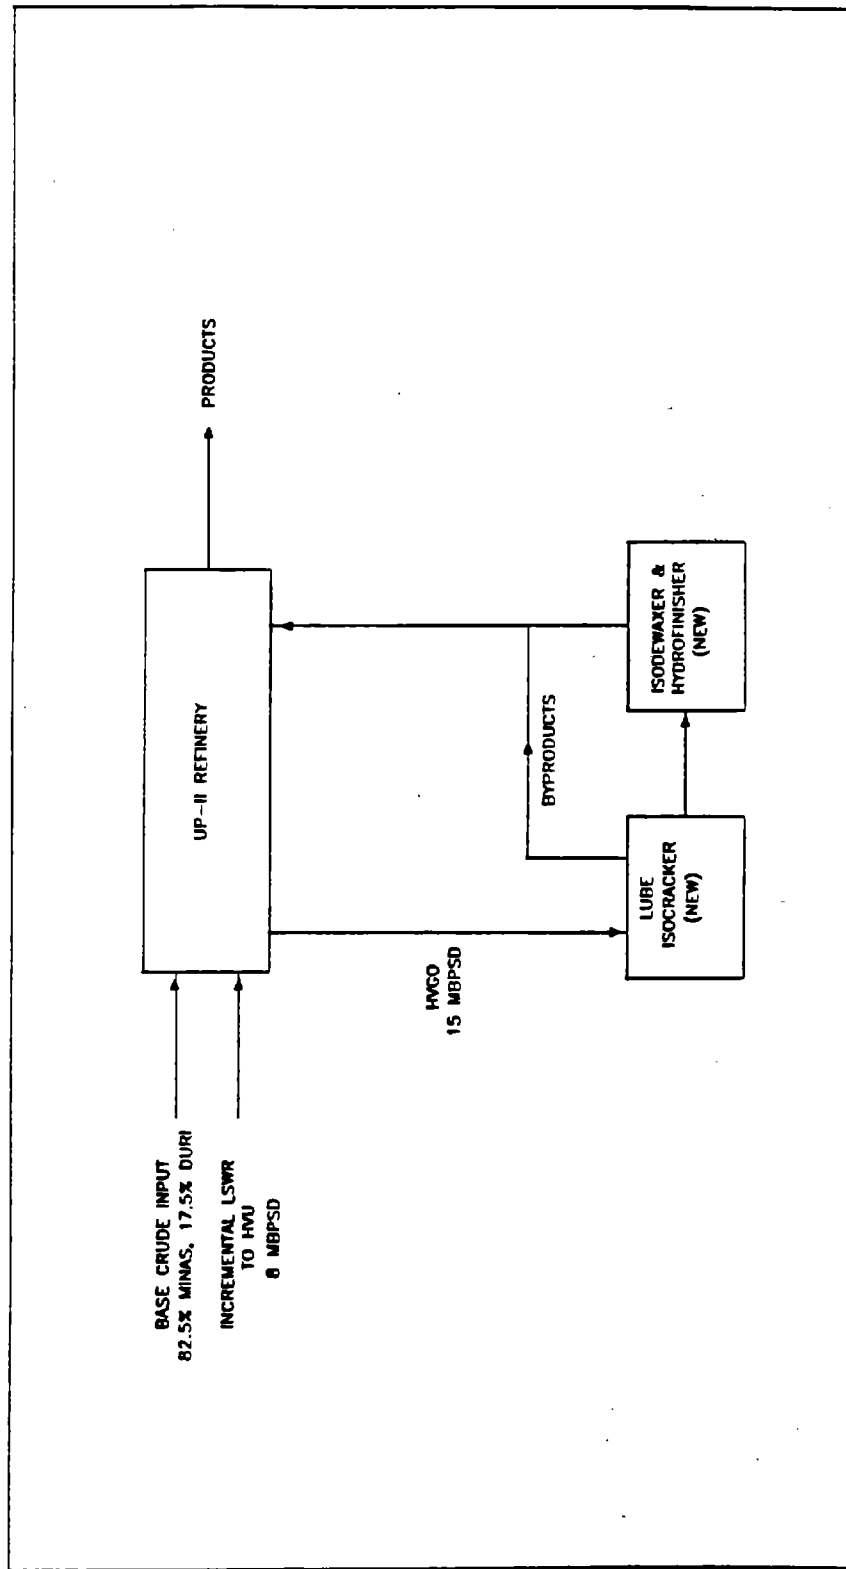 BASE CRUDE INPUT
82.5% MINAS, 17.5% DURI
INCREMENTAL LSWR
TO HVU
8 MBPSD
UP-II REFINERY
PRODUCTS
HVGO
15 MBPSD
BYPRODUCTS
LUBE
ISOCRACKER
(NEW)
ISODEWAXER &
HYDROFINISHER
(NEW)